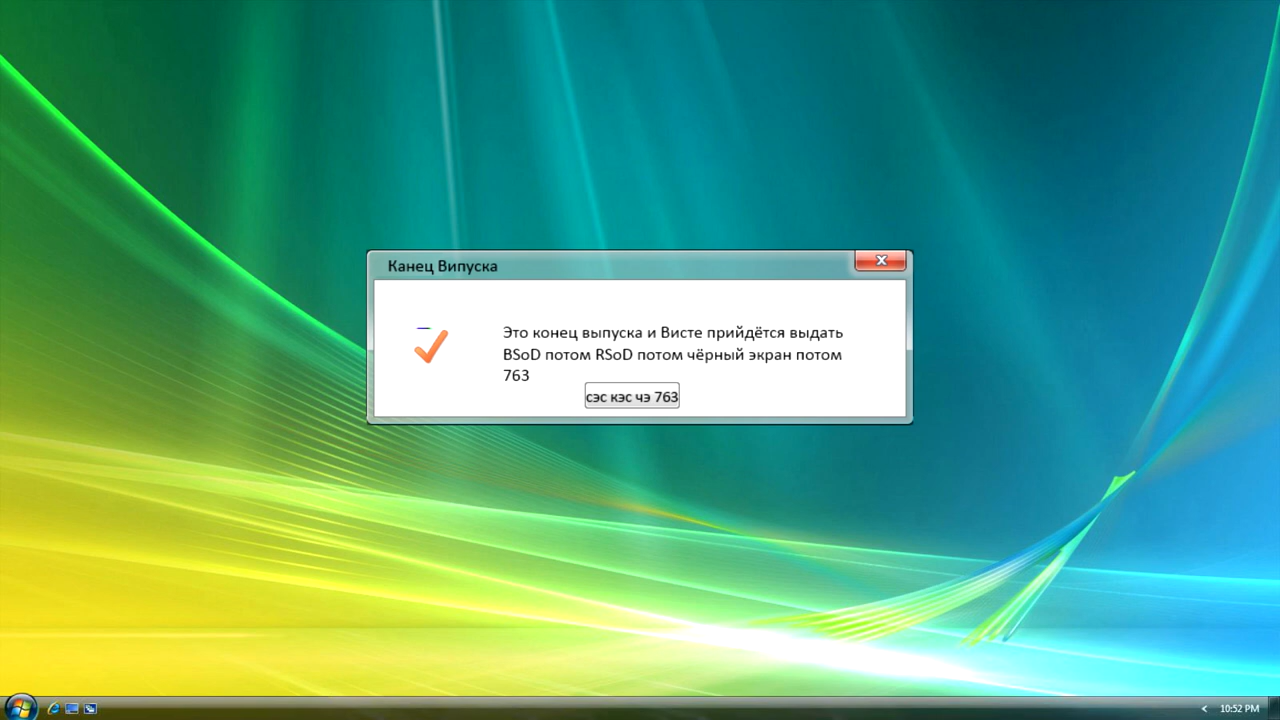 Канец Випуска
Это конец выпуска и Висте прийдётся выдать
BSoD потом RSoD потом чёрный экран потом
763
сэс кэс чэ 763
10:52 PM